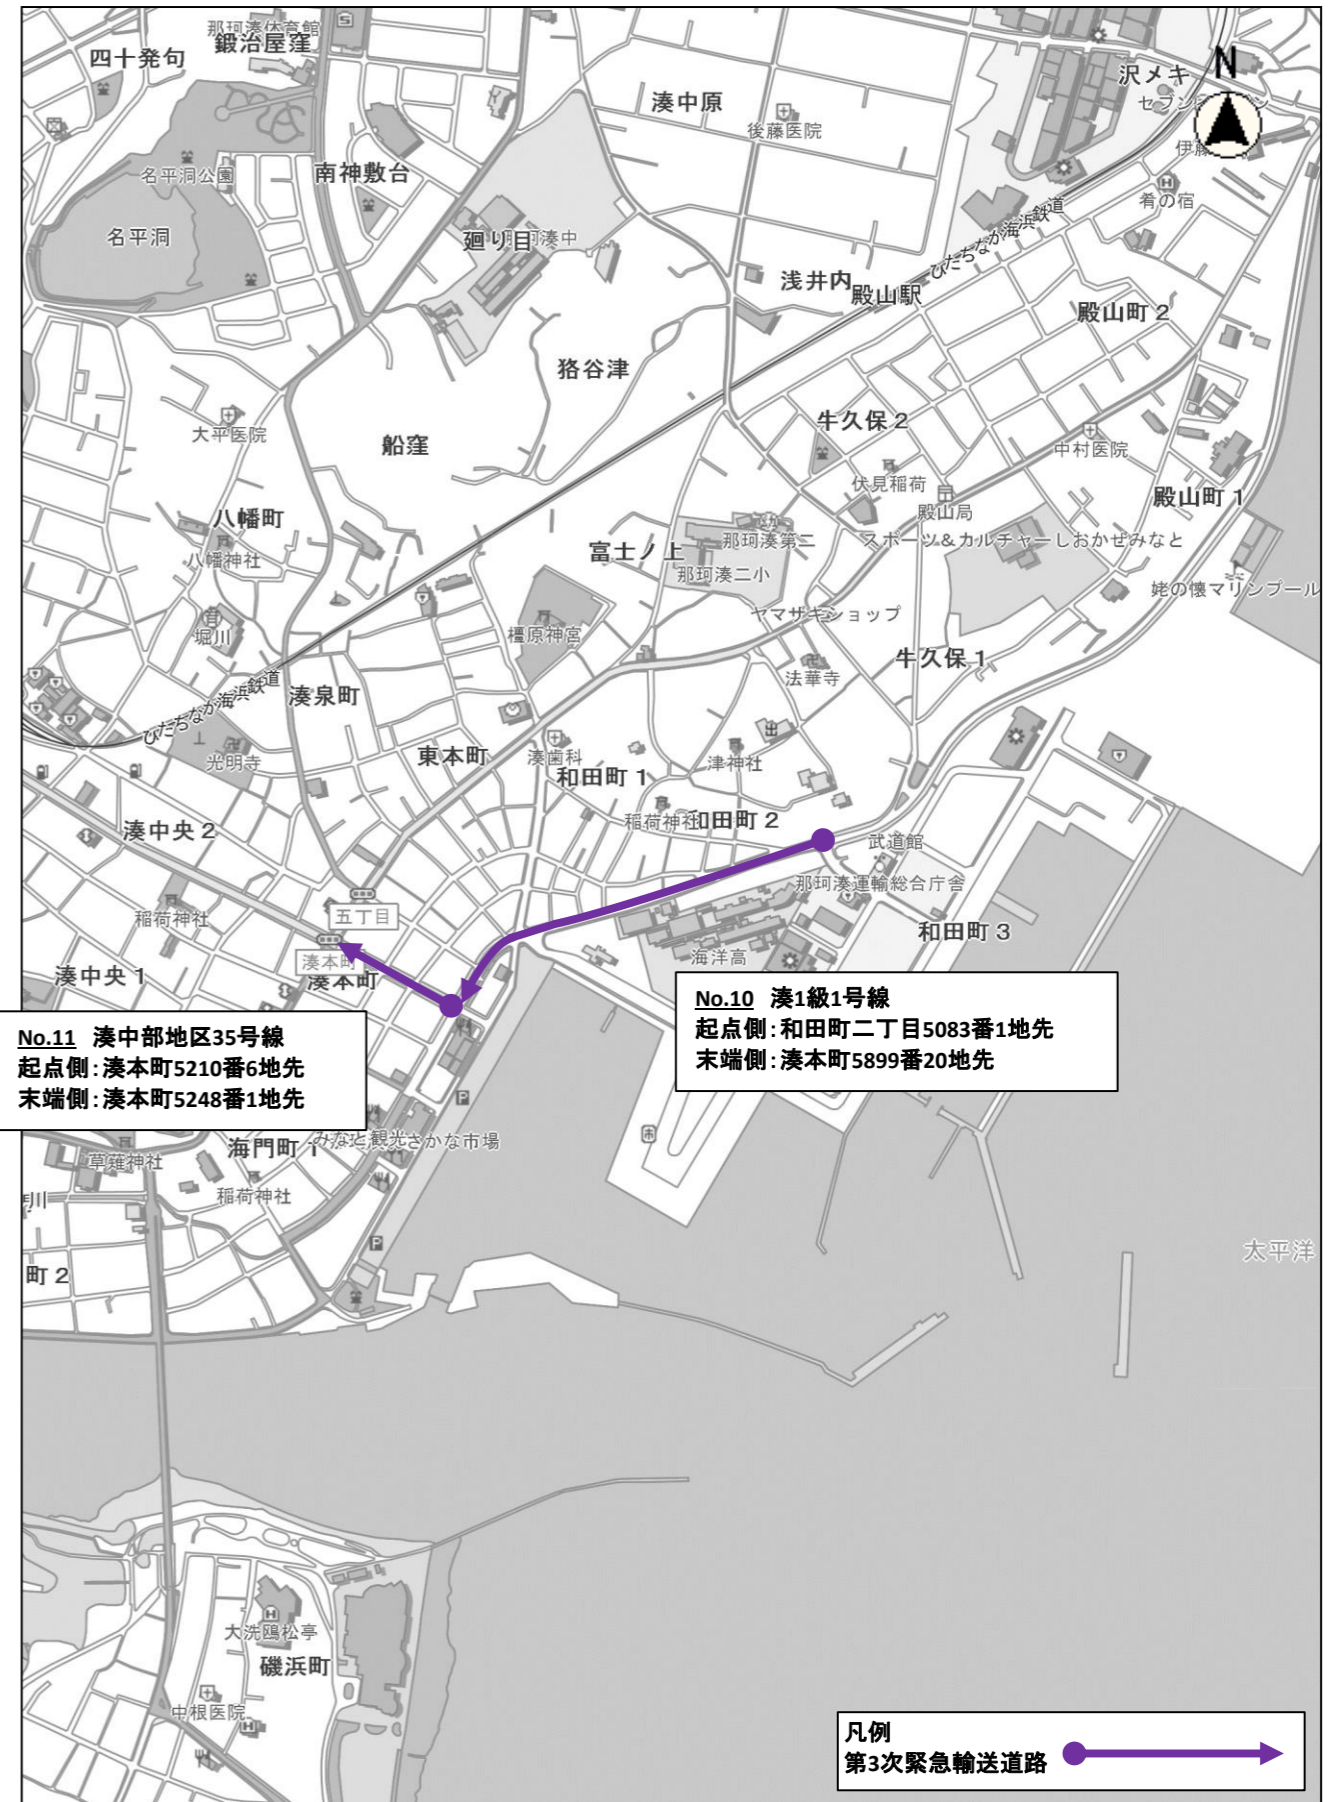 那珂湊体育館
鍛治屋窪
四十発句
N
沢メキ
湊中原
後藤医院
名平洞公園
南神敷台
肴の宿
名平洞
廻り目
ひたちなか海浜鉄道
浅井内
殿山駅
殿山町2
狢谷津
牛久保2
大平医院
船窪
中村医院
伏見稲荷
殿山町1
殿山局
八幡町
那珂湊第二
スポーツ&カルチャーしおかぜみなと
富士ノ上
八幡神社
那珂湊二小
姥の懐マリンプール
ヤマザキショップ
堀川
橿原神宮
牛久保1
法華寺
ひたちなか海浜鉄道
湊泉町
光明寺
東本町
湊歯科
津神社
和田町1
稲荷神社
和田町2
湊中央2
武道館
那珂湊運輸総合庁舎
稲荷神社
五丁目
和田町3
湊本町
海洋高
湊中央1
湊本町
No.10 湊1級1号線
起点側:和田町二丁目5083番1地先
末端側:湊本町5899番20地先
No.11 湊中部地区35号線
起点側:湊本町5210番6地先
末端側:湊本町5248番1地先
みなと観光さかな市場
海門町1
草薙神社
稲荷神社
川
太平洋
町2
大洗鴎松亭
磯浜町
中根医院
凡例
第3次緊急輸送道路